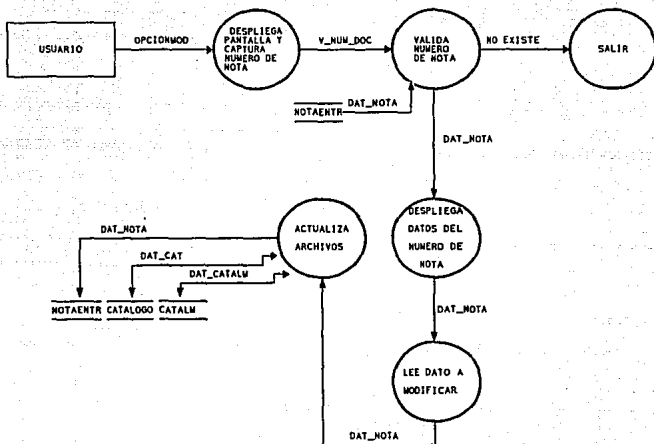 USUARIO
OPCIONMOD
DESPLIEGA
PANTALLA Y
CAPTURA
NUMERO DE
NOTA
V_NUM_DOC
VALIDA
NUMERO
DE NOTA
NO EXISTE
SALIR
NOTAENTR
DAT_NOTA
DAT_NOTA
DESPLIEGA
DATOS DEL
NUMERO DE
NOTA
DAT_NOTA
LEE DATO A
MODIFICAR
DAT_NOTA
ACTUALIZA
ARCHIVOS
DAT_NOTA
DAT_CAT
DAT_CATALM
NOTAENTR
CATALOGO
CATALM